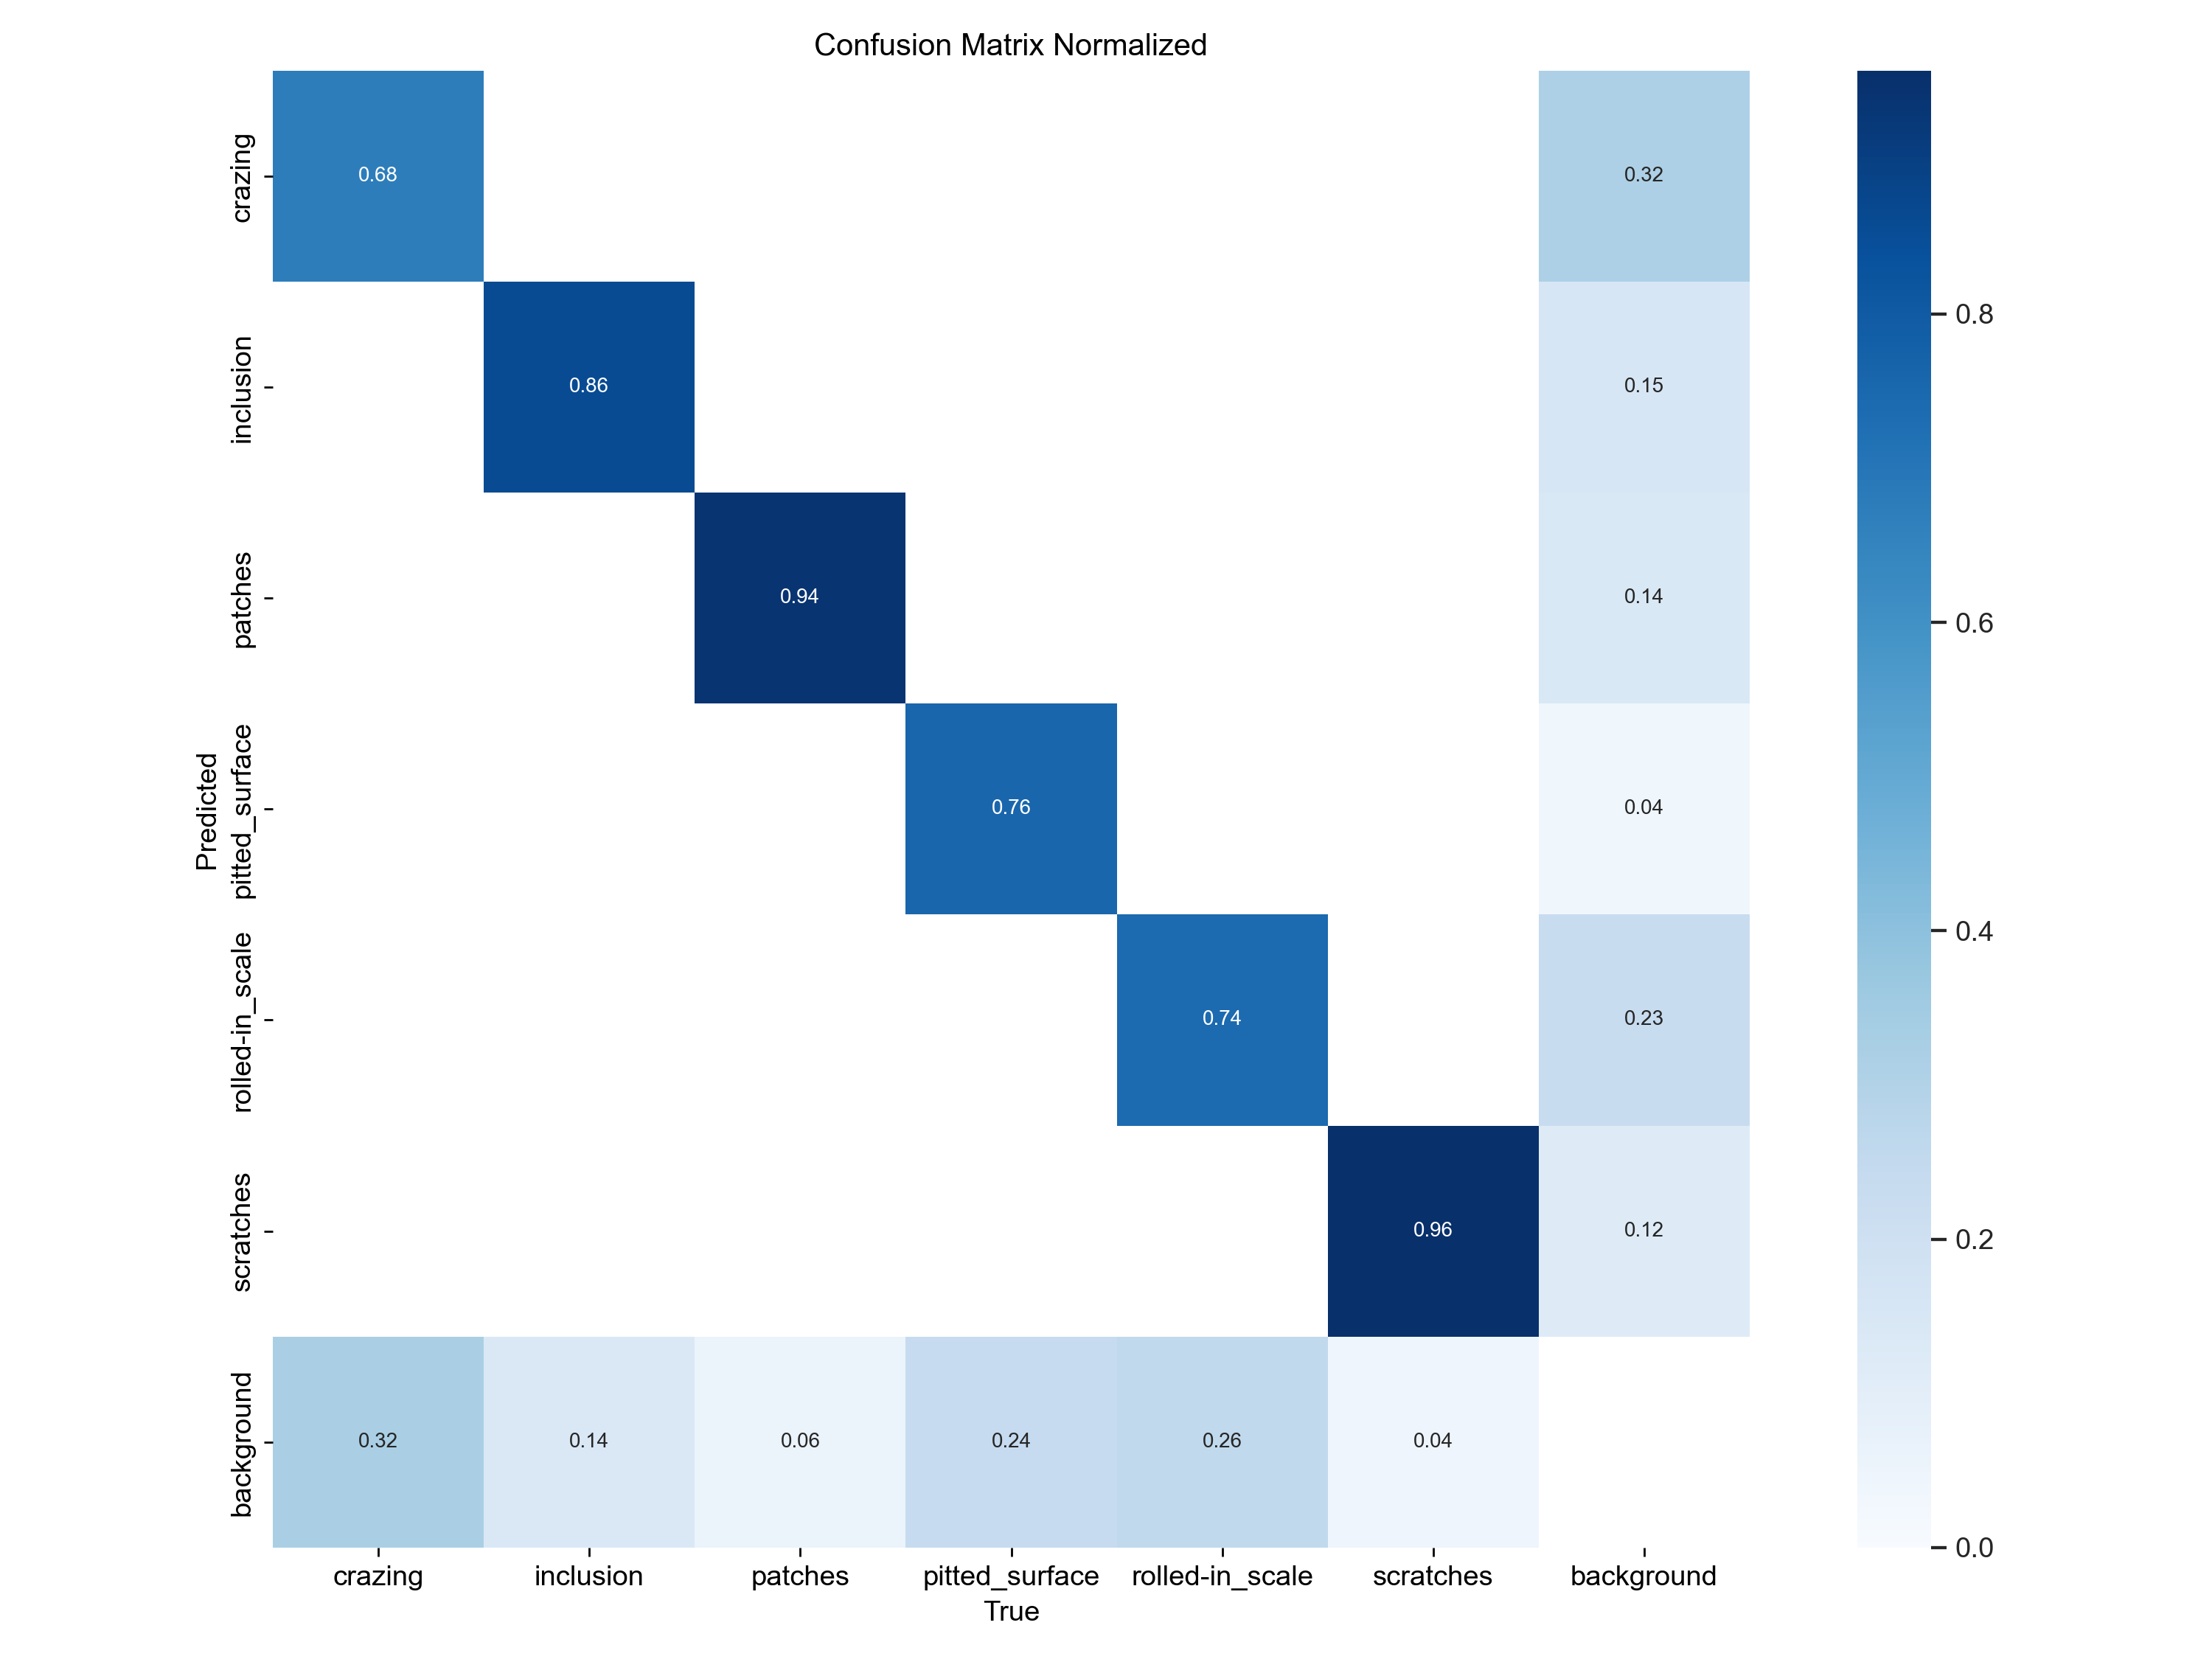 Confusion Matrix Normalized
crazing
0.68
0.32
inclusion
0.86
0.15
0.8
patches
0.94
0.14
0.6
Predicted
pitted_surface
0.76
0.04
0.4
rolled-in_scale
0.74
0.23
scratches
0.96
0.12
0.2
background
0.32 0.14 0.06 0.24 0.26 0.04
0.0
crazing inclusion patches pitted_surface rolled-in_scale scratches background
True